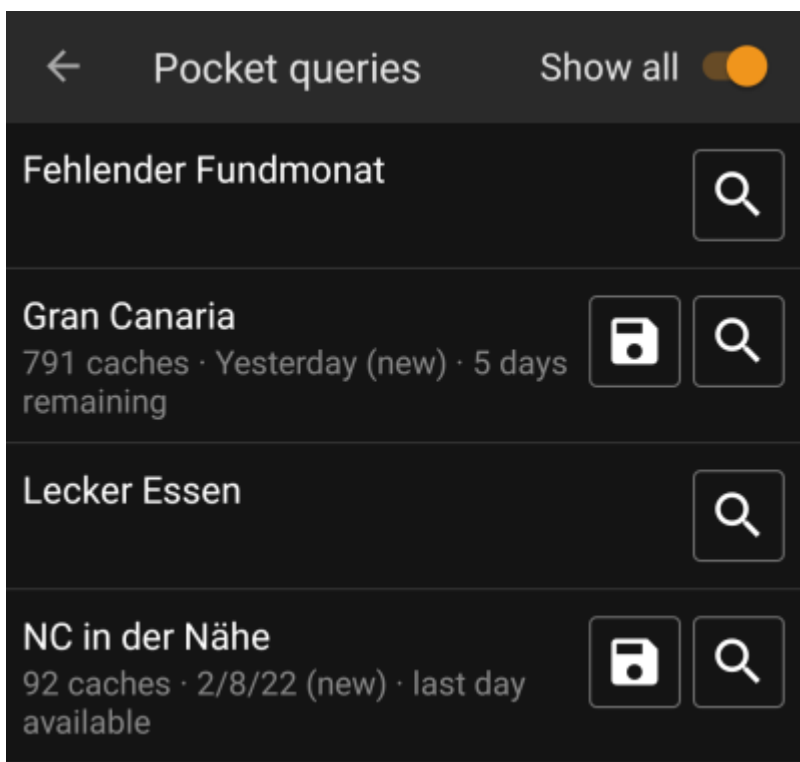 Pocket queries Show all
Fehlender Fundmonat
Gran Canaria
791 caches · Yesterday (new) · 5 days
remaining
Lecker Essen
NC in der Nähe
92 caches · 2/8/22 (new) · last day
available